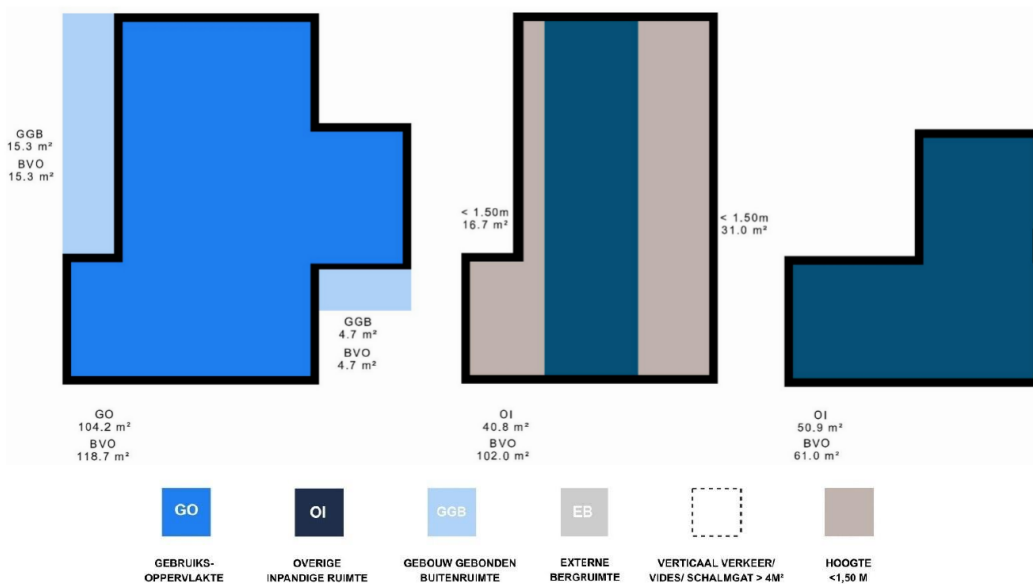 GGB
15.3 m²
BVO
15.3 m²
GGB
4.7 m²
BVO
4.7 m²
GO
104.2 m²
BVO
118.7 m²
< 1.50m
16.7 m²
< 1.50m
31.0 m²
OI
40.8 m²
BVO
102.0 m²
OI
50.9 m²
BVO
61.0 m²
GO
GEBRUIKS-
OPPERVLAKTE
OI
OVERIGE
INPANDIGE RUIMTE
GGB
GEBOUW GEBONDEN
BUITENRUIMTE
EB
EXTERNE
BERGRUIMTE
VERTICAAL VERKEER/
VIDES/ SCHALMGAT > 4M²
HOOGTE
<1,50 M